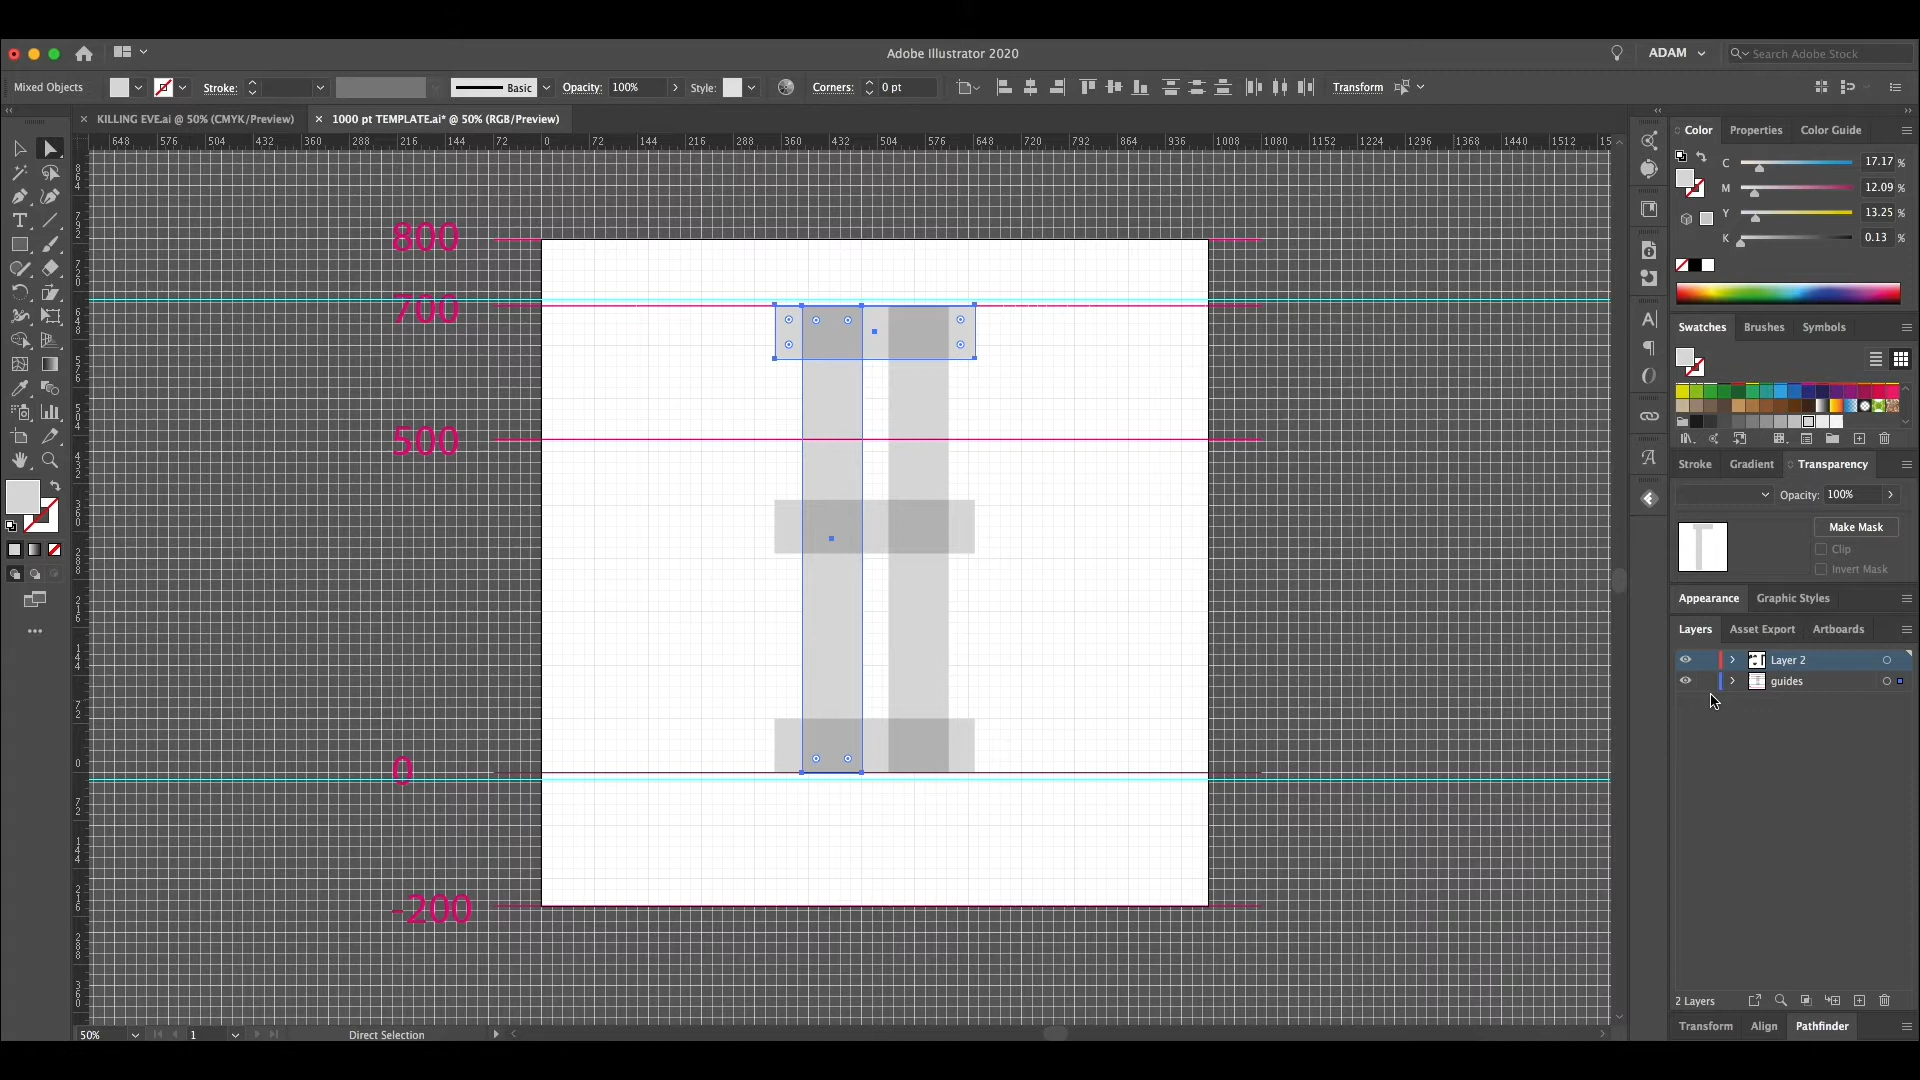 Adobe Illustrator 2020
ADAM
Search Adobe Stock
Mixed Objects
Stroke:
Basic
Opacity: 100%
Style:
Corners: 0 pt
Transform
KILLING EVE.ai @ 50% (CMYK/Preview)
1000 pt TEMPLATE.ai* @ 50% (RGB/Preview)
648 576 504 432 360 288 216 144 72 0 72 144 216 288 360 432 504 576 648 720 792 864 936 1008 1080 1152 1224 1296 1368 1440 1512
800
700
500
0
-200
Color Properties Color Guide
C 17.17 %
M 12.09 %
Y 13.25 %
K 0.13 %
Swatches Brushes Symbols
Stroke Gradient Transparency
Opacity: 100%
Make Mask
Clip
Invert Mask
Appearance Graphic Styles
Layers Asset Export Artboards
Layer 2
guides
2 Layers
Transform Align Pathfinder
50%
1
Direct Selection